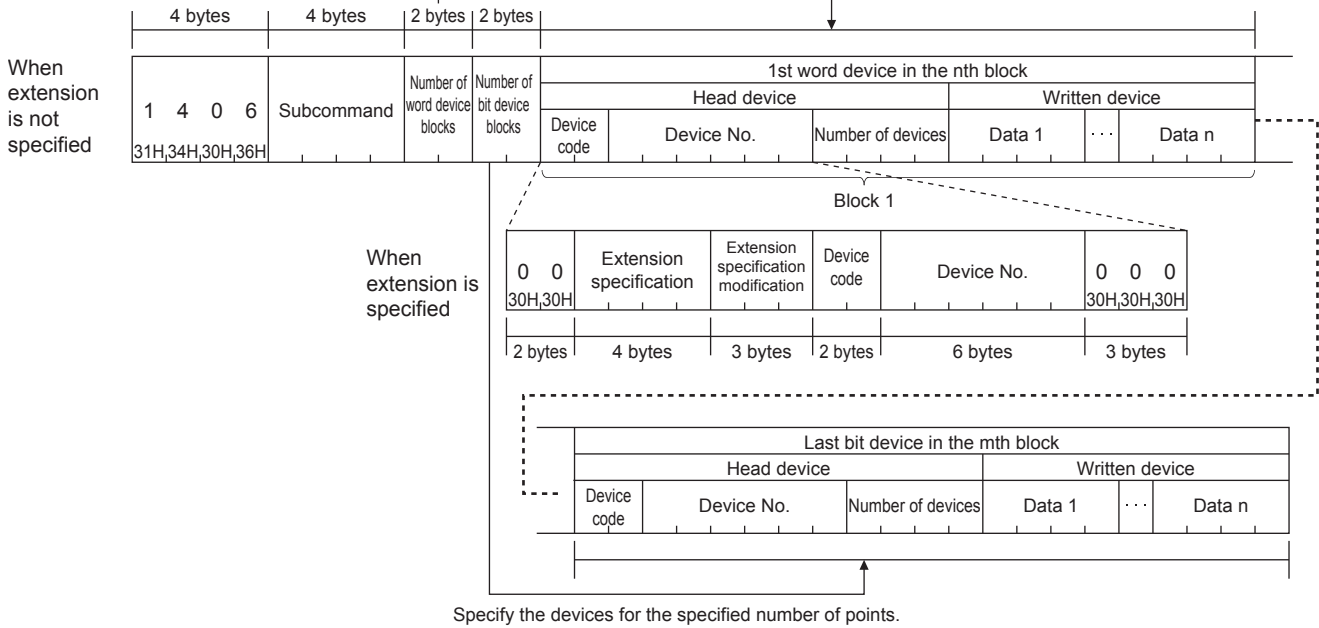 4 bytes 4 bytes 2 bytes 2 bytes
When
extension
is not
specified
1 4 0 6
31H,34H,30H,36H
Subcommand
Number of
word device
blocks
Number of
bit device
blocks
1st word device in the nth block
Head device Written device
Device
code
Device No.
Number of devices
Data 1 ··· Data n
Block 1
When
extension is
specified
0 0
30H,30H
Extension
specification
Extension
specification
modification
Device
code
Device No.
0 0 0
30H,30H,30H
2 bytes 4 bytes 3 bytes 2 bytes 6 bytes 3 bytes
Last bit device in the mth block
Head device Written device
Device
code
Device No.
Number of devices
Data 1 ··· Data n
Specify the devices for the specified number of points.